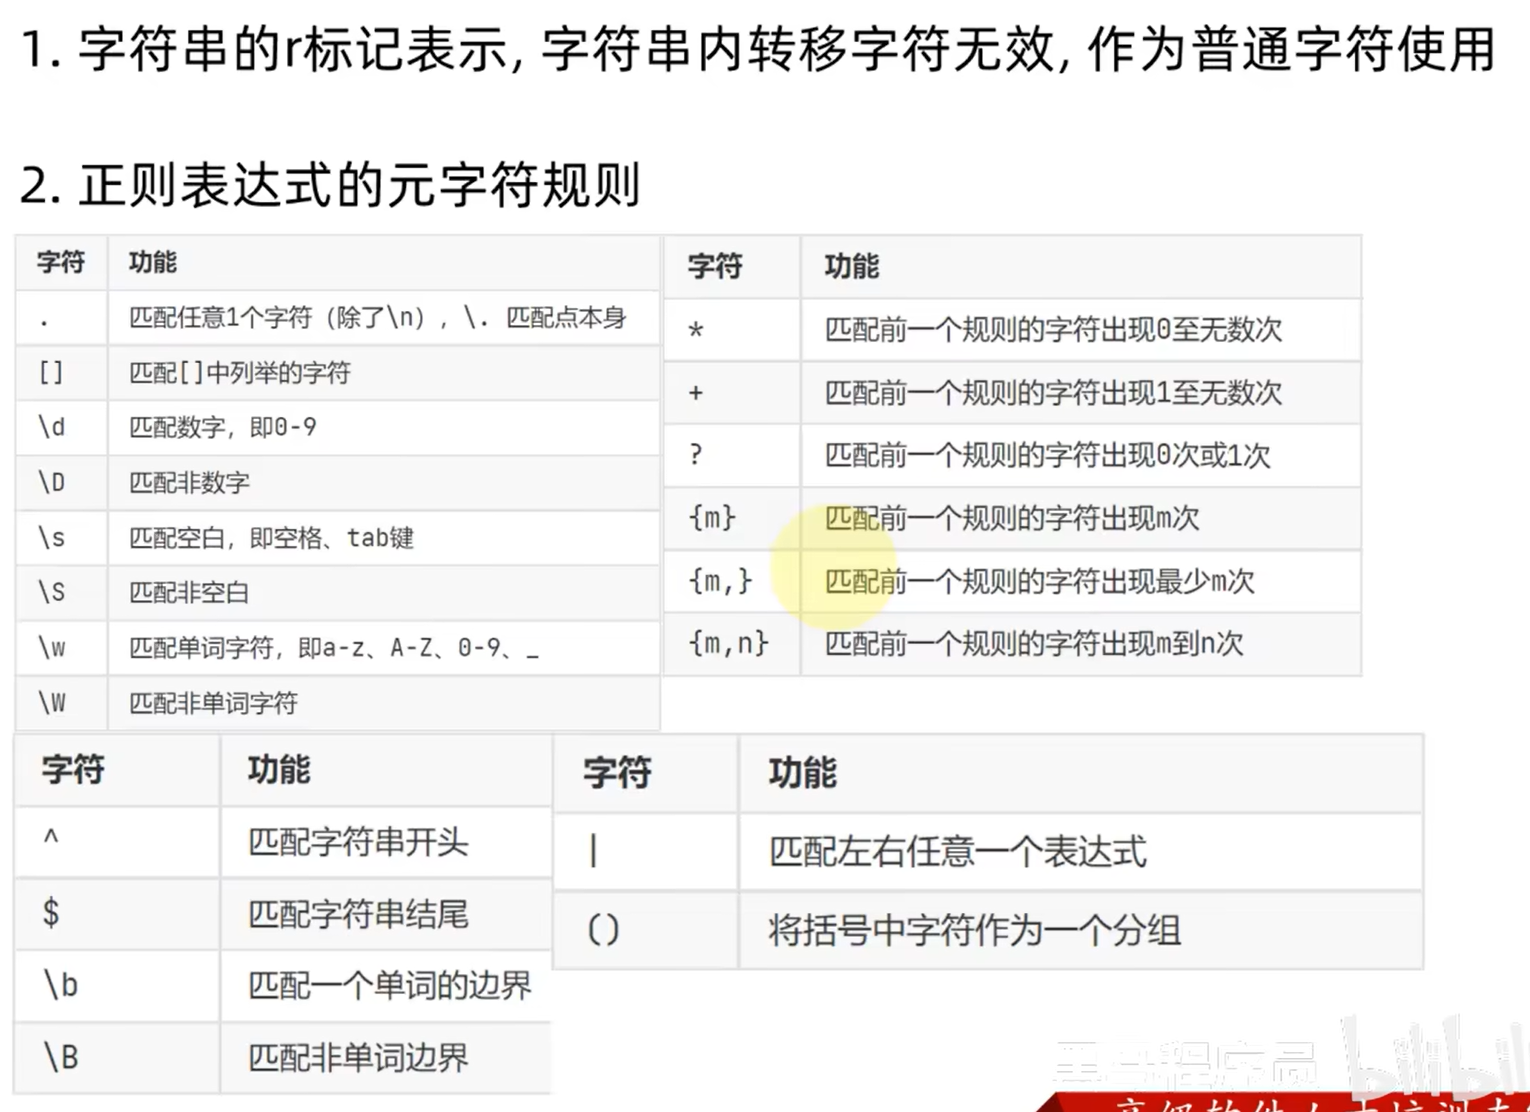 1. 字符串的r标记表示, 字符串内转移字符无效, 作为普通字符使用
2. 正则表达式的元字符规则
字符 功能
. 匹配任意1个字符（除了\n）, \. 匹配点本身
[] 匹配[]中列举的字符
\d 匹配数字，即0-9
\D 匹配非数字
\s 匹配空白，即空格、tab键
\S 匹配非空白
\w 匹配单词字符，即a-z、A-Z、0-9、_
\W 匹配非单词字符
字符 功能
* 匹配前一个规则的字符出现0至无数次
+ 匹配前一个规则的字符出现1至无数次
? 匹配前一个规则的字符出现0次或1次
{m} 匹配前一个规则的字符出现m次
{m,} 匹配前一个规则的字符出现最少m次
{m,n} 匹配前一个规则的字符出现m到n次
字符 功能
^ 匹配字符串开头
$ 匹配字符串结尾
\b 匹配一个单词的边界
\B 匹配非单词边界
字符 功能
| 匹配左右任意一个表达式
() 将括号中字符作为一个分组
黑马程序员 bilibili